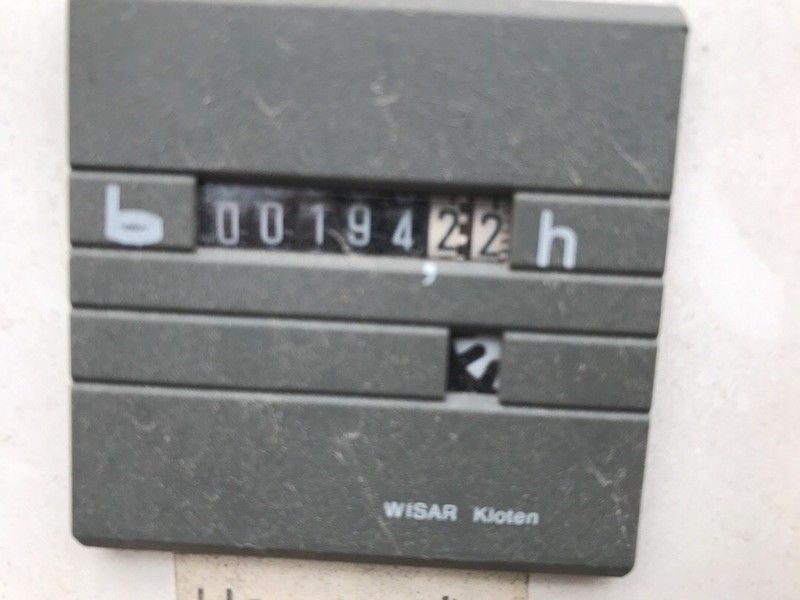 b 0019422 h
,
WISAR Kloten